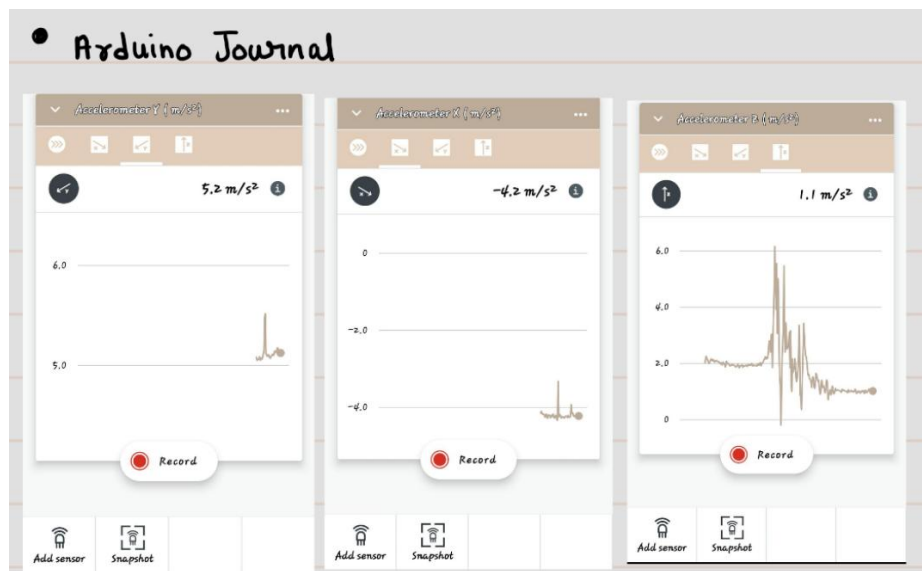 • Arduino Journal
Accelerometer Y (m/s²)
5.2 m/s²
6.0
5.0
Record
Add sensor
Snapshot
Accelerometer X (m/s²)
-4.2 m/s²
0
-2.0
-4.0
Record
Add sensor
Snapshot
Accelerometer Z (m/s²)
1.1 m/s²
6.0
4.0
2.0
0
Record
Add sensor
Snapshot